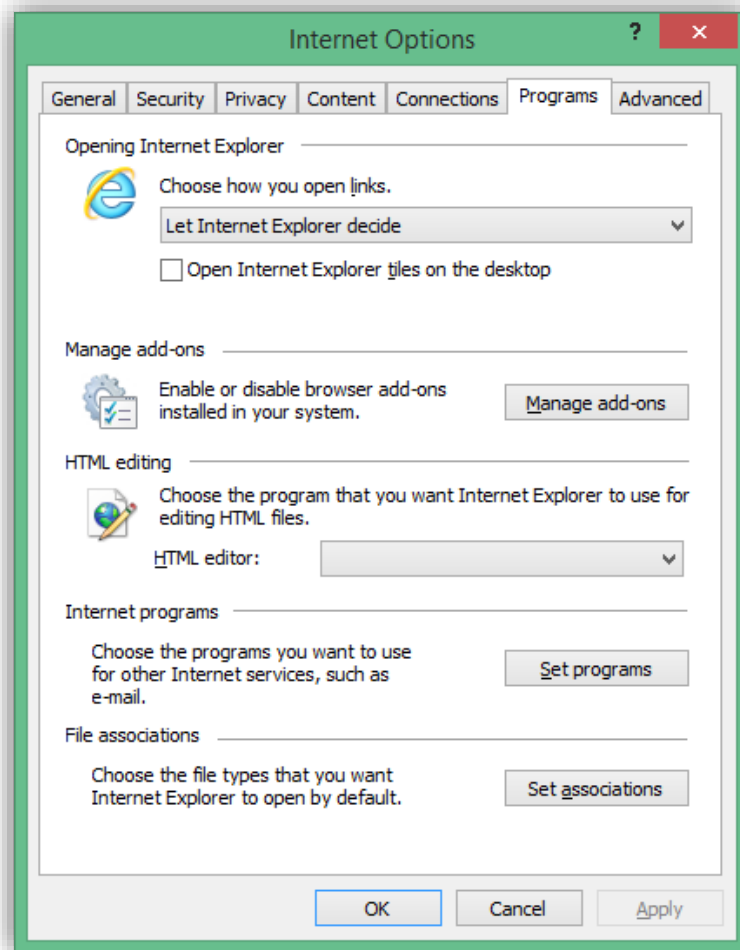 Internet Options
?
General Security Privacy Content Connections Programs Advanced
Opening Internet Explorer
Choose how you open links.
Let Internet Explorer decide
Open Internet Explorer tiles on the desktop
Manage add-ons
Enable or disable browser add-ons
installed in your system.
Manage add-ons
HTML editing
Choose the program that you want Internet Explorer to use for
editing HTML files.
HTML editor:
Internet programs
Choose the programs you want to use
for other Internet services, such as
e-mail.
Set programs
File associations
Choose the file types that you want
Internet Explorer to open by default.
Set associations
OK Cancel Apply